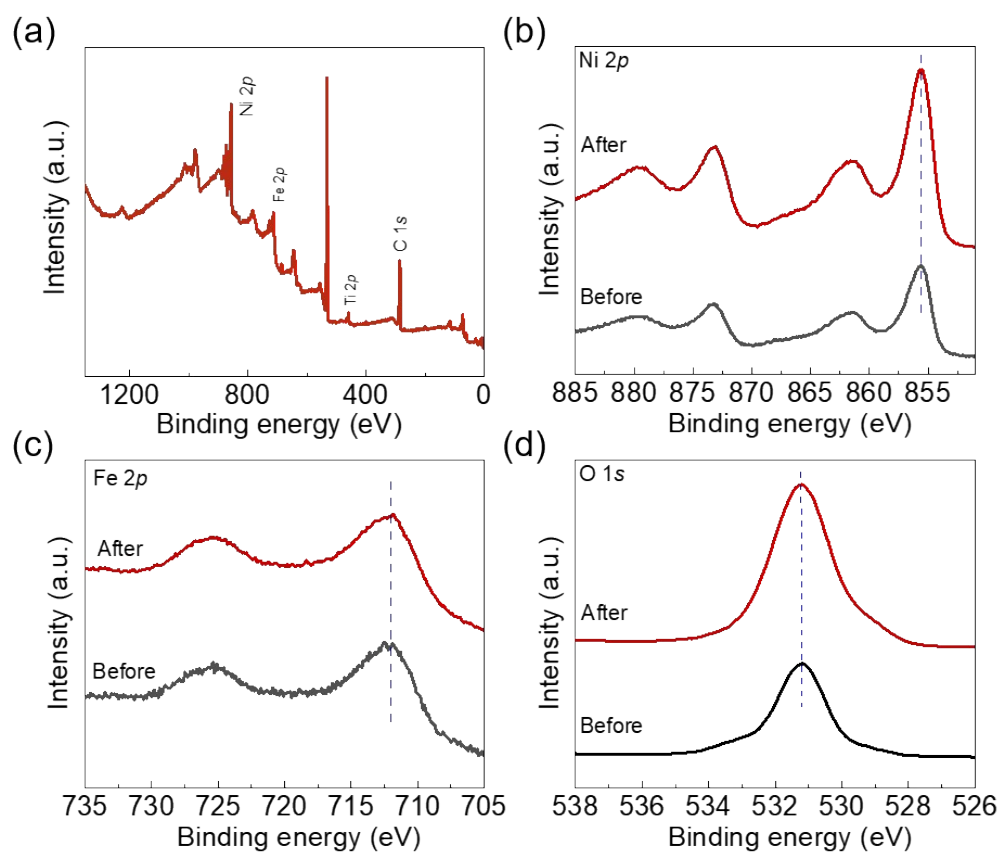 (a)
Intensity (a.u.)
Ni 2p
Fe 2p
Ti 2p
C 1s
1200 800 400 0
Binding energy (eV)
(b)
Intensity (a.u.)
Ni 2p
After
Before
885 880 875 870 865 860 855
Binding energy (eV)
(c)
Intensity (a.u.)
Fe 2p
After
Before
735 730 725 720 715 710 705
Binding energy (eV)
(d)
Intensity (a.u.)
O 1s
After
Before
538 536 534 532 530 528 526
Binding energy (eV)